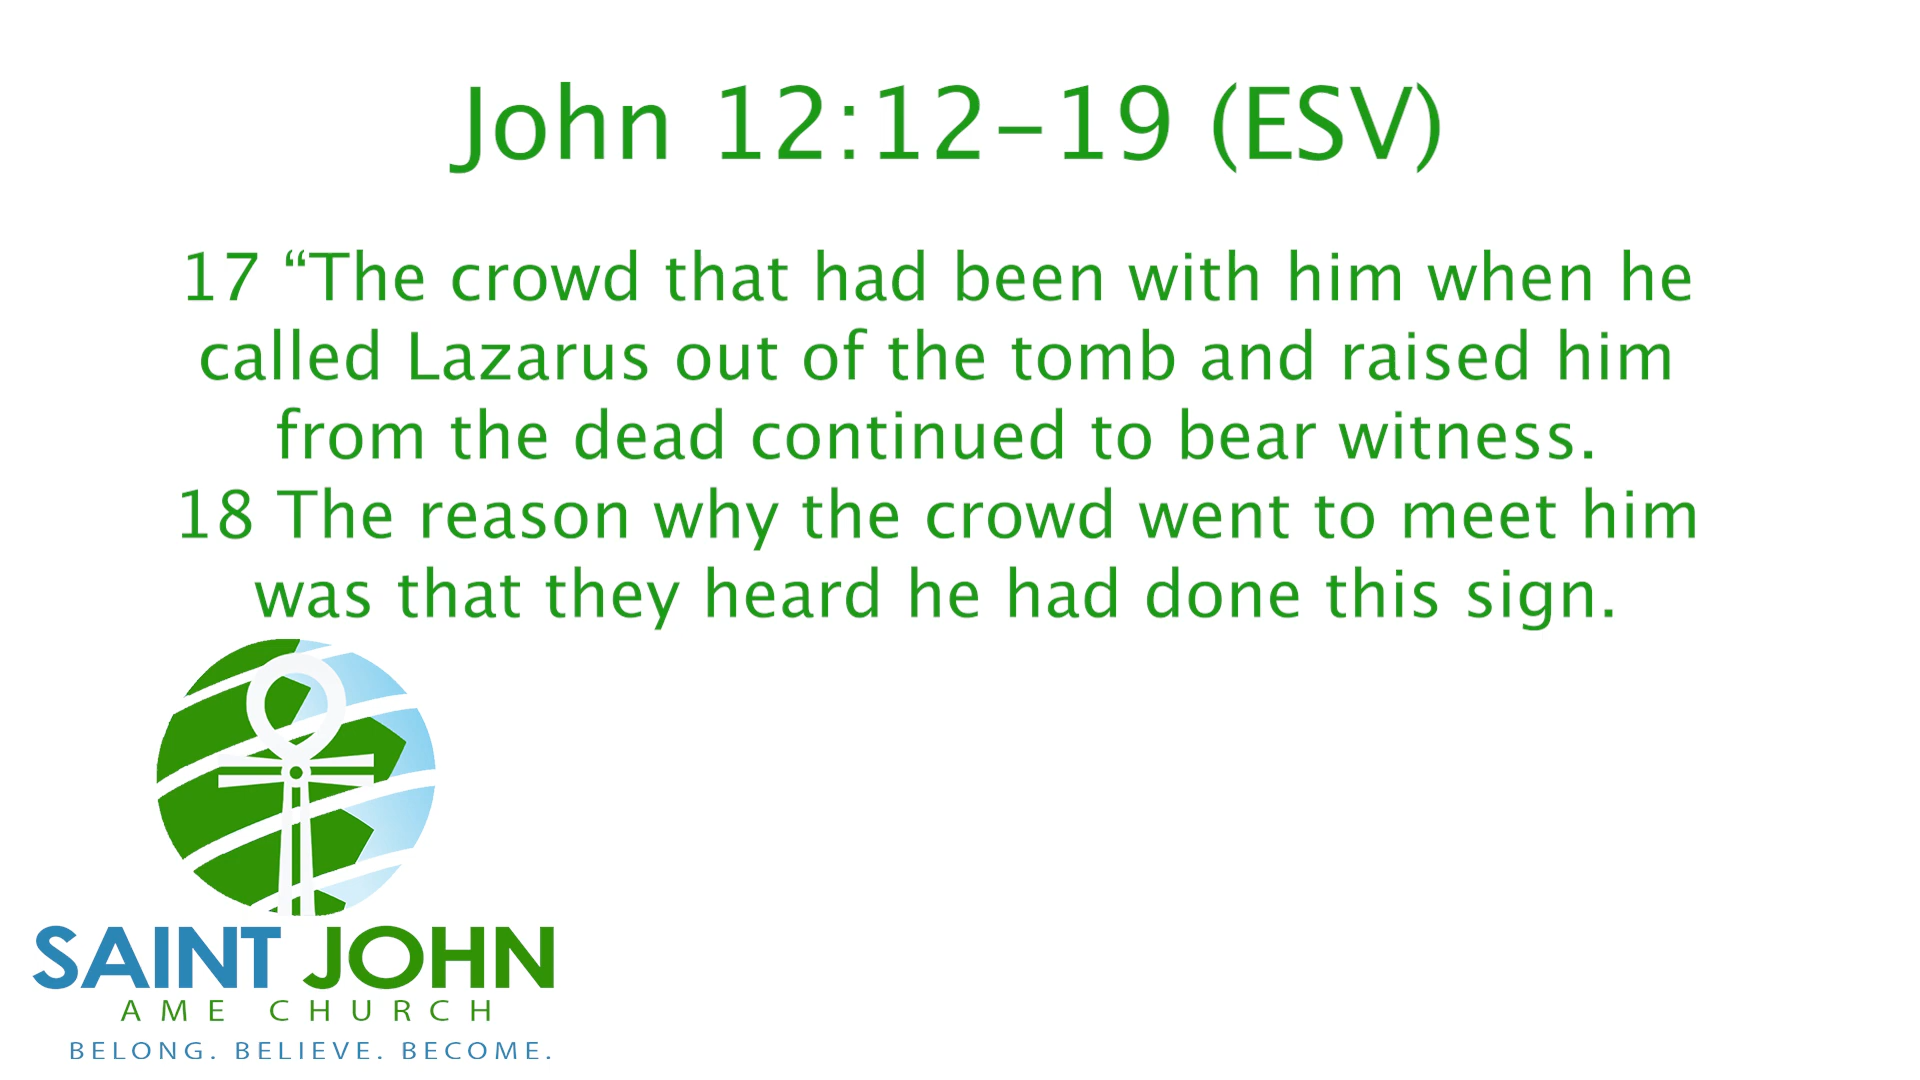 John 12:12-19 (ESV)
17 “The crowd that had been with him when he
called Lazarus out of the tomb and raised him
from the dead continued to bear witness.
18 The reason why the crowd went to meet him
was that they heard he had done this sign.
SAINT JOHN
AME CHURCH
BELONG. BELIEVE. BECOME.